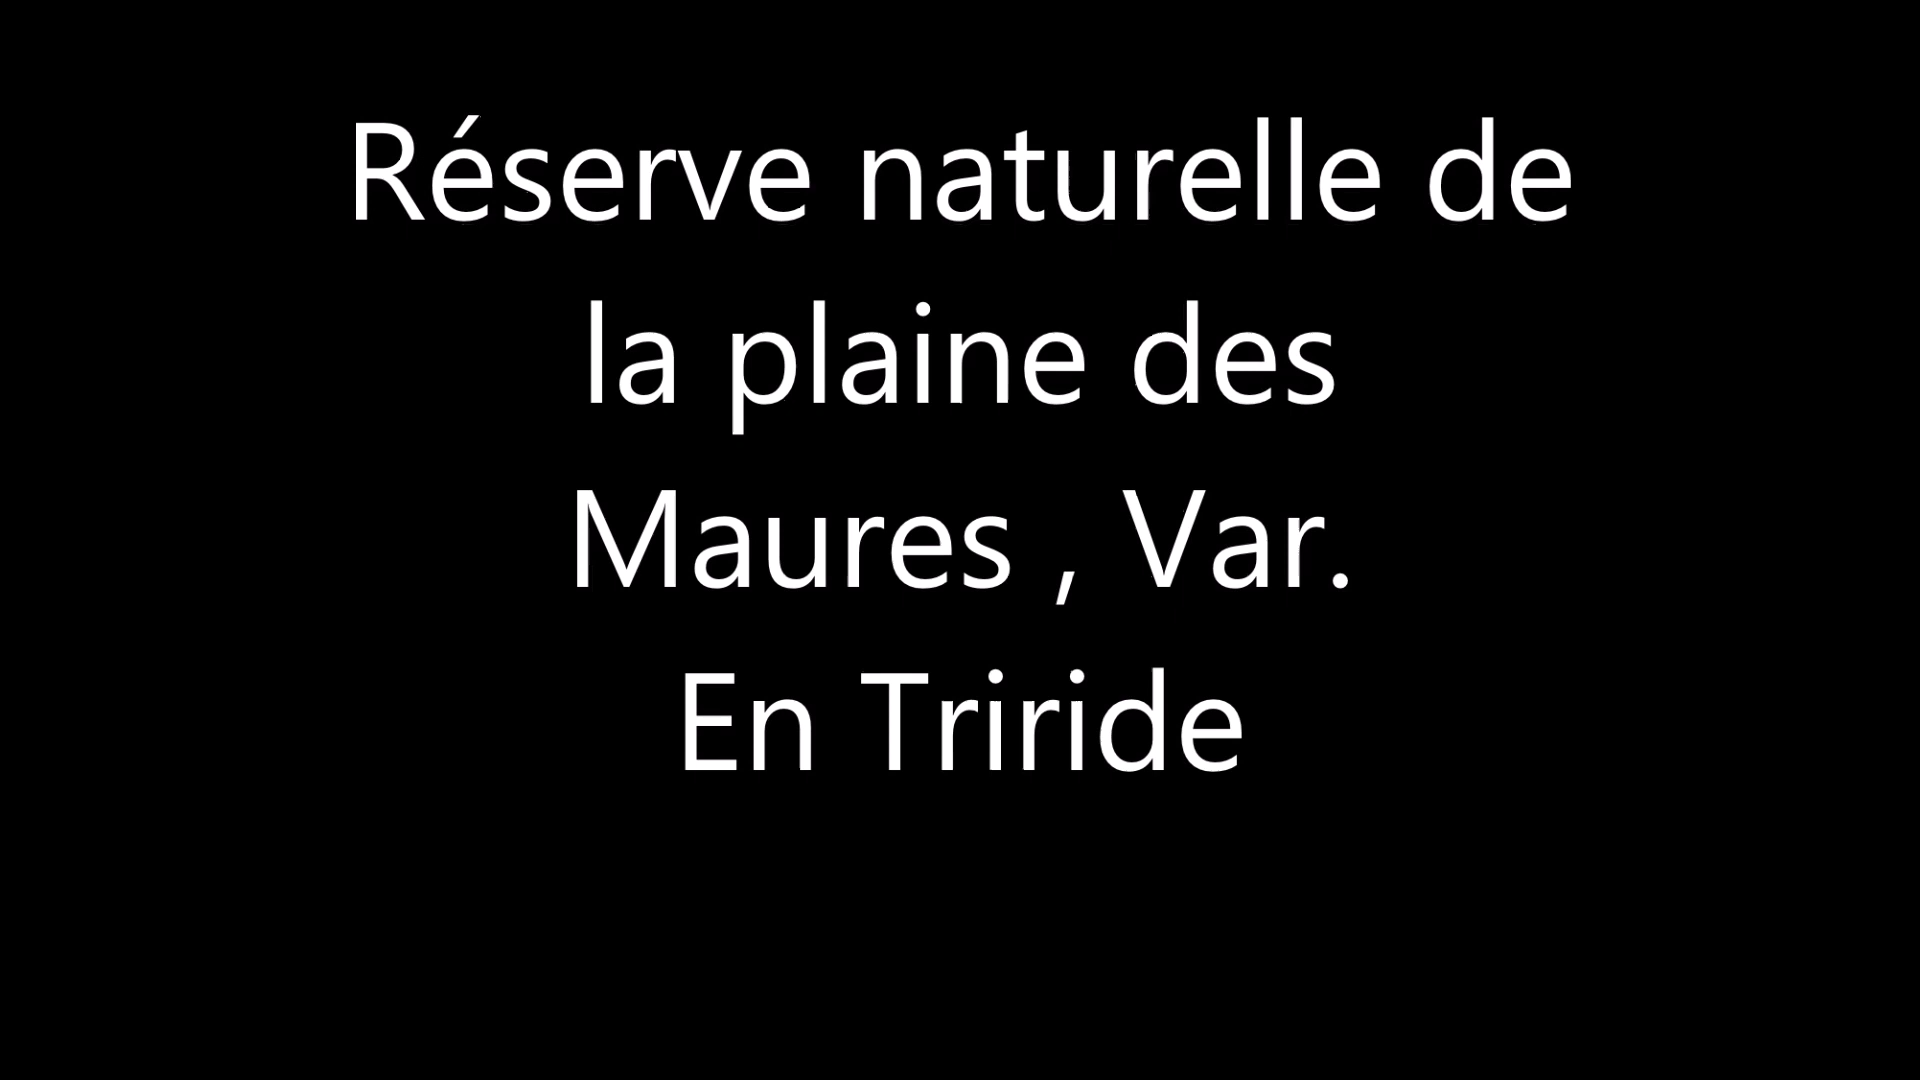 Réserve naturelle de
la plaine des
Maures , Var.
En Triride